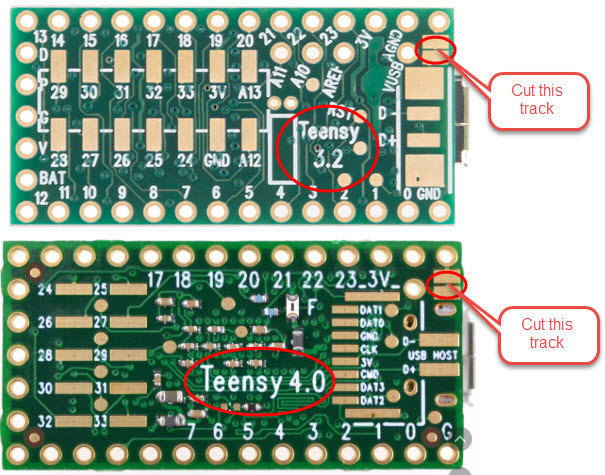 13 14 15 16 17 18 19 20 21 22 23 3V AGND
D
VUSB
Cut this
track
29 30 31 32 33 3V A13 A11 A10 AREF
P
G
RST
D-
Teensy
3.2
D+
V
28 27 26 25 24 GND A12
BAT
12 11 10 9 8 7 6 5 4 3 2 1 0 GND
17 18 19 20 21 22 23 3V
24 25
F
DAT1
26 27
DAT0
GND
D-
Cut this
track
28 29
CLK
USB HOST
3V
30 31
Teensy 4.0
CMD
D+
DAT3
32 33
DAT2
7 6 5 4 3 2 1 0 G